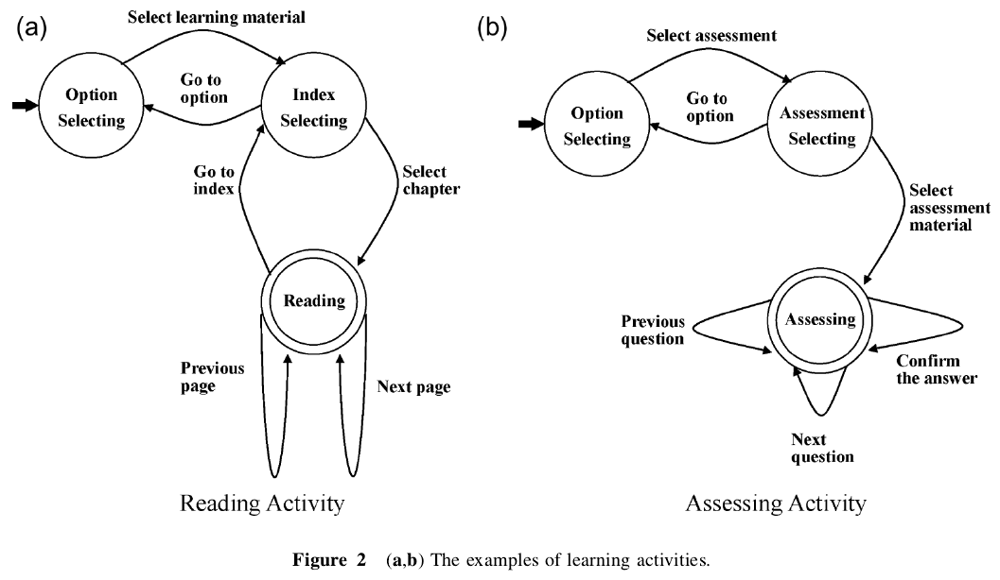 (a)
Select learning material
Option
Selecting
Go to
option
Index
Selecting
Go to
index
Select
chapter
Reading
Previous
page
Next page
Reading Activity
(b)
Select assessment
Option
Selecting
Go to
option
Assessment
Selecting
Select
assessment
material
Previous
question
Assessing
Confirm
the answer
Next
question
Assessing Activity
Figure 2 (a,b) The examples of learning activities.